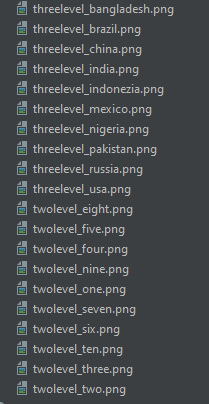 threelevel_bangladesh.png
threelevel_brazil.png
threelevel_china.png
threelevel_india.png
threelevel_indonezia.png
threelevel_mexico.png
threelevel_nigeria.png
threelevel_pakistan.png
threelevel_russia.png
threelevel_usa.png
twolevel_eight.png
twolevel_five.png
twolevel_four.png
twolevel_nine.png
twolevel_one.png
twolevel_seven.png
twolevel_six.png
twolevel_ten.png
twolevel_three.png
twolevel_two.png